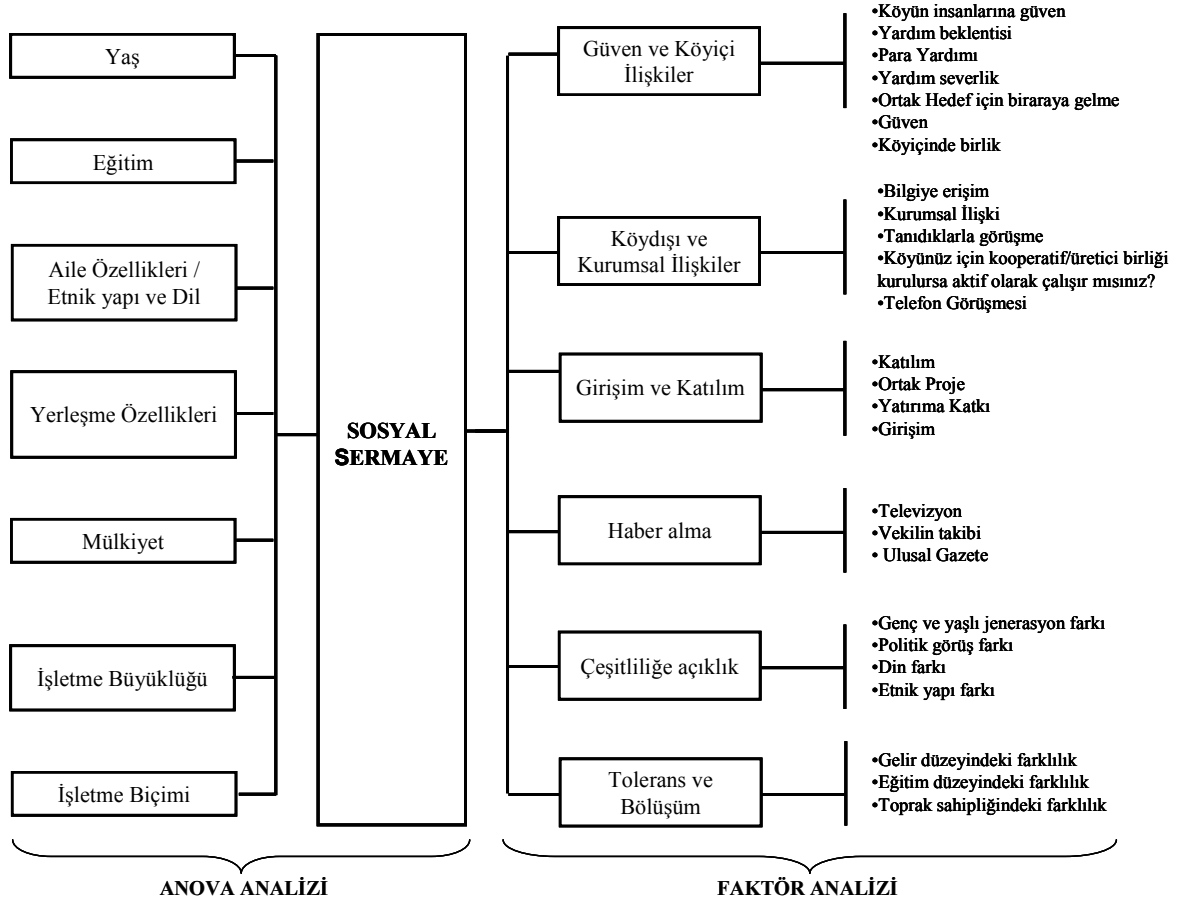 Yaş
Eğitim
Aile Özellikleri /
Etnik yapı ve Dil
Yerleşme Özellikleri
Mülkiyet
İşletme Büyüklüğü
İşletme Biçimi
SOSYAL
SERMAYE
Güven ve Köyiçi
İlişkiler
•Köyün insanlarına güven
•Yardım beklentisi
•Para Yardımı
•Yardım severlik
•Ortak Hedef için biraraya gelme
•Güven
•Köyiçinde birlik
Köydışı ve
Kurumsal İlişkiler
•Bilgiye erişim
•Kurumsal İlişki
•Tanıdıklarla görüşme
•Köyünüz için kooperatif/üretici birliği
kurulursa aktif olarak çalışır mısınız?
•Telefon Görüşmesi
Girişim ve Katılım
•Katılım
•Ortak Proje
•Yatırıma Katkı
•Girişim
Haber alma
•Televizyon
•Vekilin takibi
• Ulusal Gazete
Çeşitliliğe açıklık
•Genç ve yaşlı jenerasyon farkı
•Politik görüş farkı
•Din farkı
•Etnik yapı farkı
Tolerans ve
Bölüşüm
•Gelir düzeyindeki farklılık
•Eğitim düzeyindeki farklılık
•Toprak sahipliğindeki farklılık
ANOVA ANALİZİ
FAKTÖR ANALİZİ